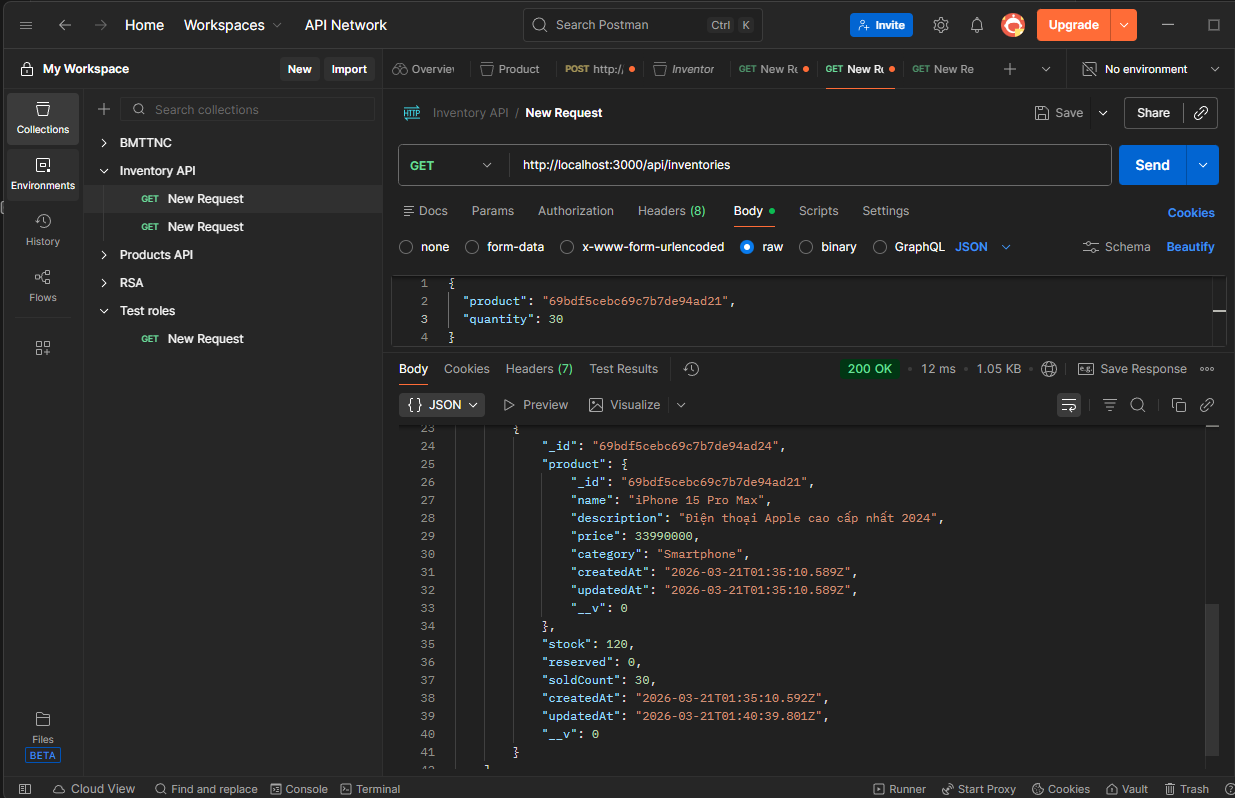 Home Workspaces API Network Search Postman Ctrl K Invite Upgrade
My Workspace New Import Overvie Product POST http:/ Inventor GET New Re GET New Re GET New Re No environment
Collections
Environments
History
Flows
Files
BETA
Search collections
BMTTNC
Inventory API
GET New Request
GET New Request
Products API
RSA
Test roles
GET New Request
HTTP Inventory API / New Request Save Share
GET http://localhost:3000/api/inventories Send
Docs Params Authorization Headers (8) Body Scripts Settings Cookies
none form-data x-www-form-urlencoded raw binary GraphQL JSON Schema Beautify
1 {
2 "product": "69bdf5cebc69c7b7de94ad21",
3 "quantity": 30
4 }
Body Cookies Headers (7) Test Results 200 OK • 12 ms • 1.05 KB • e.g. Save Response
{} JSON Preview Visualize
23 {
24 "_id": "69bdf5cebc69c7b7de94ad24",
25 "product": {
26 "_id": "69bdf5cebc69c7b7de94ad21",
27 "name": "iPhone 15 Pro Max",
28 "description": "Điện thoại Apple cao cấp nhất 2024",
29 "price": 33990000,
30 "category": "Smartphone",
31 "createdAt": "2026-03-21T01:35:10.589Z",
32 "updatedAt": "2026-03-21T01:35:10.589Z",
33 "__v": 0
34 },
35 "stock": 120,
36 "reserved": 0,
37 "soldCount": 30,
38 "createdAt": "2026-03-21T01:35:10.592Z",
39 "updatedAt": "2026-03-21T01:40:39.801Z",
40 "__v": 0
41 }
Cloud View Find and replace Console Terminal Runner Start Proxy Cookies Vault Trash